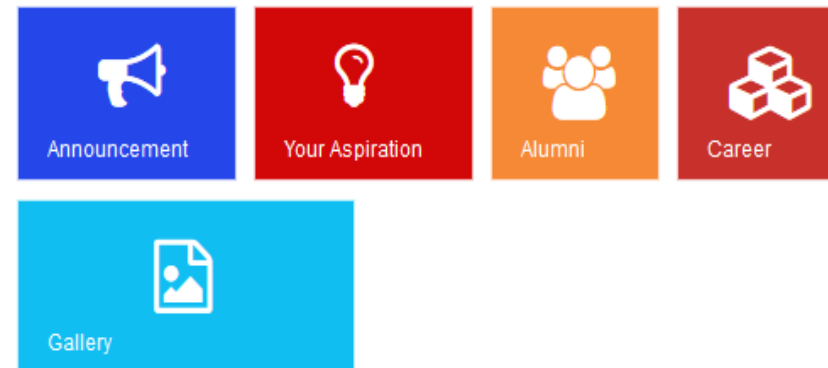 Announcement
Your Aspiration
Alumni
Career
Gallery